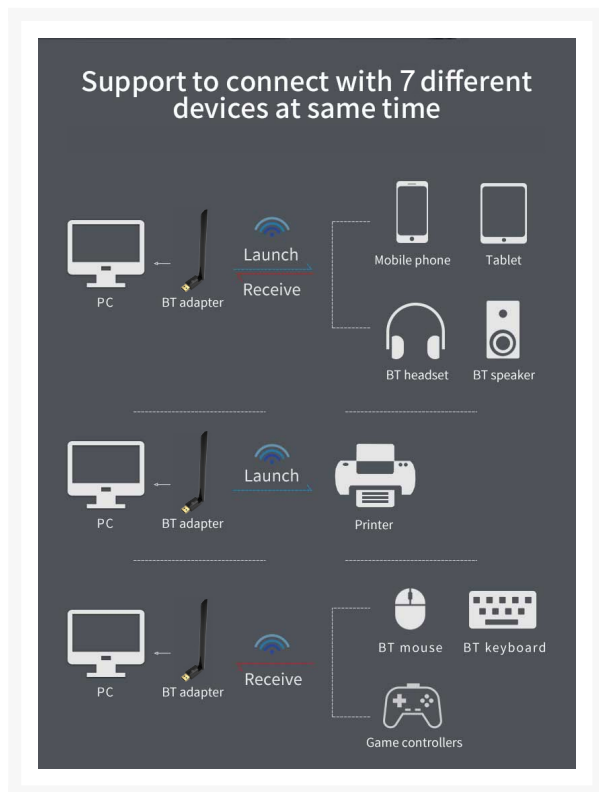 Support to connect with 7 different
devices at same time
Launch
Receive
Mobile phone
Tablet
PC
BT adapter
BT headset
BT speaker
Launch
PC
BT adapter
Printer
Receive
BT mouse
BT keyboard
PC
BT adapter
Game controllers